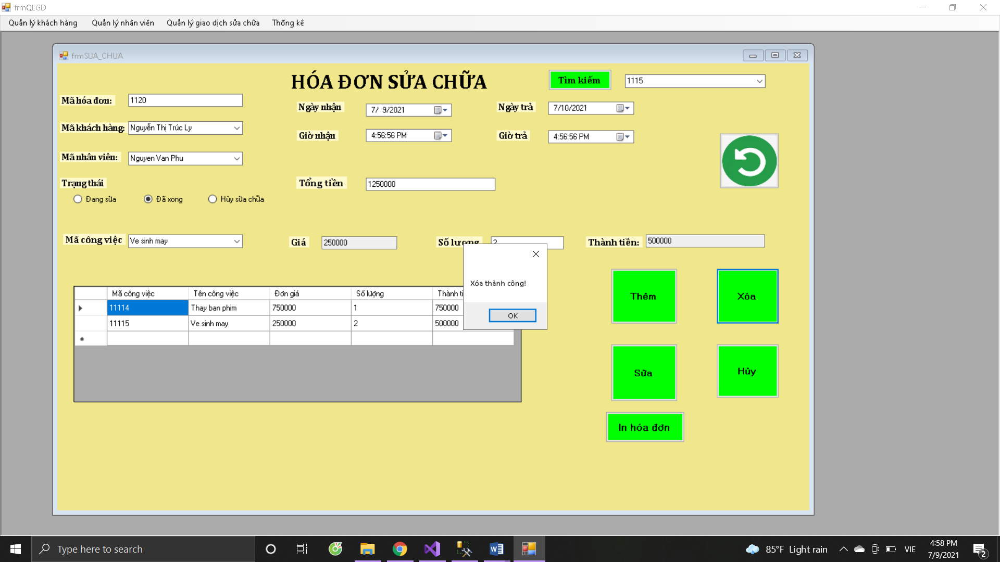 frmQLGD
Quản lý khách hàng Quản lý nhân viên Quản lý giao dịch sửa chữa Thống kê
frmSUA_CHUA
HÓA ĐƠN SỬA CHỮA
Tìm kiếm 1115
Mã hóa đơn: 1120
Ngày nhận 7/ 9/2021
Ngày trả 7/10/2021
Mã khách hàng: Nguyễn Thị Trúc Ly
Giờ nhận 4:56:56 PM
Giờ trả 4:56:56 PM
Mã nhân viên: Nguyen Van Phu
Trạng thái
Tổng tiền 1250000
Đang sửa Đã xong Hủy sửa chữa
Mã công việc Ve sinh may
Giá 250000
Số lượng 2
Thành tiền: 500000
Xóa thành công!
OK
Mã công việc Tên công việc Đơn giá Số lượng
11114 Thay ban phim 750000 1 750000
11115 Ve sinh may 250000 2 500000
Thêm Xóa
Sửa Hủy
In hóa đơn
Type here to search
85°F Light rain
VIE
4:58 PM
7/9/2021
2